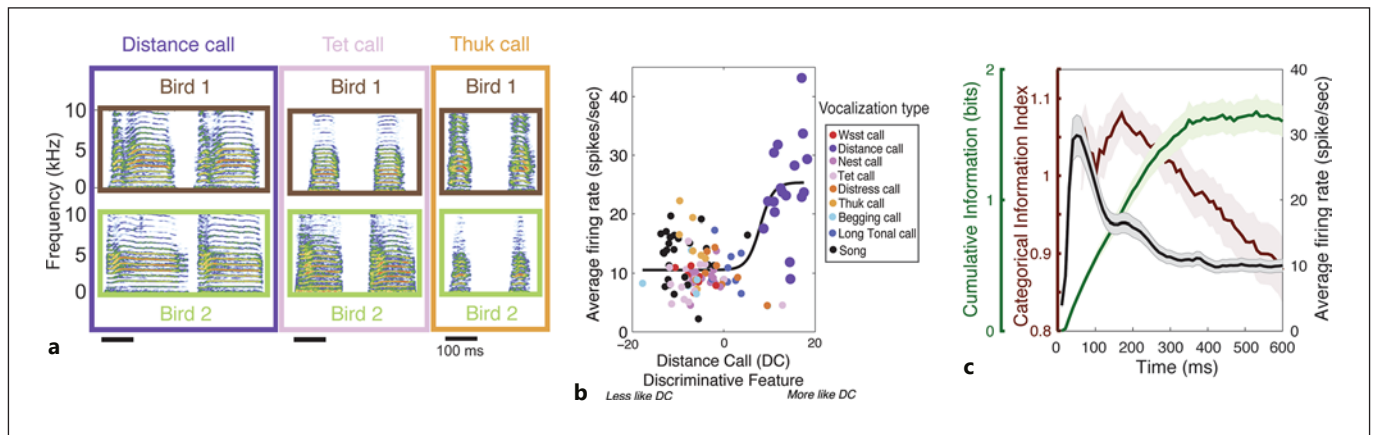 Distance call
Tet call
Thuk call
Bird 1
Bird 1
Bird 1
10
5
0
10
5
0
Frequency (kHz)
Bird 2
Bird 2
Bird 2
100 ms
a
45
40
30
20
10
0
Average firing rate (spikes/sec)
-20
0
20
Distance Call (DC)
Discriminative Feature
Less like DC
More like DC
b
Vocalization type
Wsst call
Distance call
Nest call
Tet call
Distress call
Thuk call
Begging call
Long Tonal call
Song
2
1
0
Cumulative Information (bits)
1.1
1
0.9
0.8
Categorical Information Index
40
30
20
10
0
Average firing rate (spike/sec)
0
100
200
300
400
500
600
Time (ms)
c